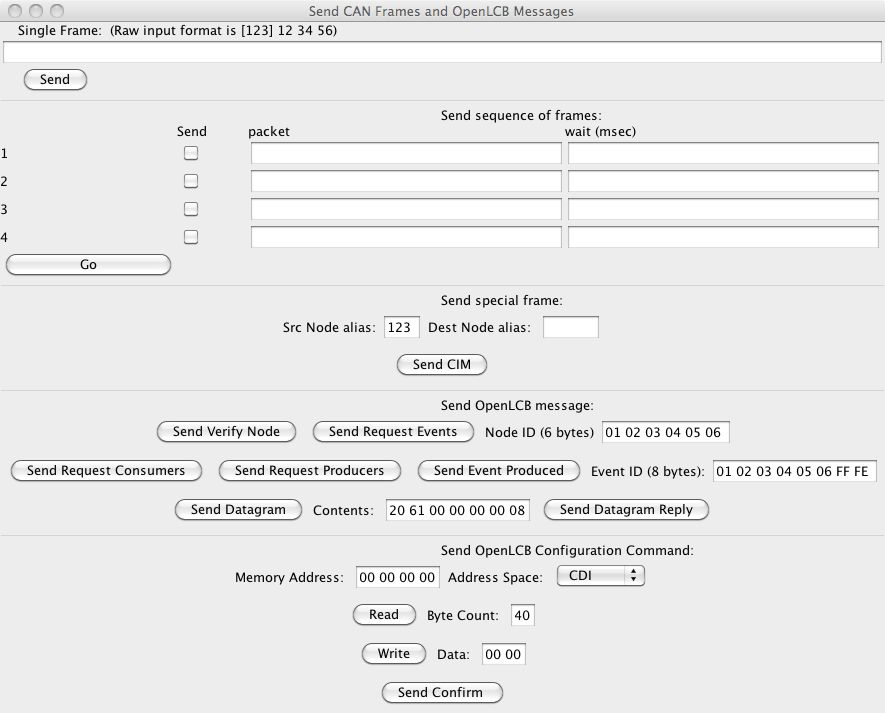 Send CAN Frames and OpenLCB Messages
Single Frame:  (Raw input format is [123] 12 34 56)
Send
Send sequence of frames:
Send packet wait (msec)
1
2
3
4
Go
Send special frame:
Src Node alias: 123 Dest Node alias:
Send CIM
Send OpenLCB message:
Send Verify Node Send Request Events Node ID (6 bytes) 01 02 03 04 05 06
Send Request Consumers Send Request Producers Send Event Produced Event ID (8 bytes): 01 02 03 04 05 06 FF FE
Send Datagram Contents: 20 61 00 00 00 00 08 Send Datagram Reply
Send OpenLCB Configuration Command:
Memory Address: 00 00 00 00 Address Space: CDI
Read Byte Count: 40
Write Data: 00 00
Send Confirm